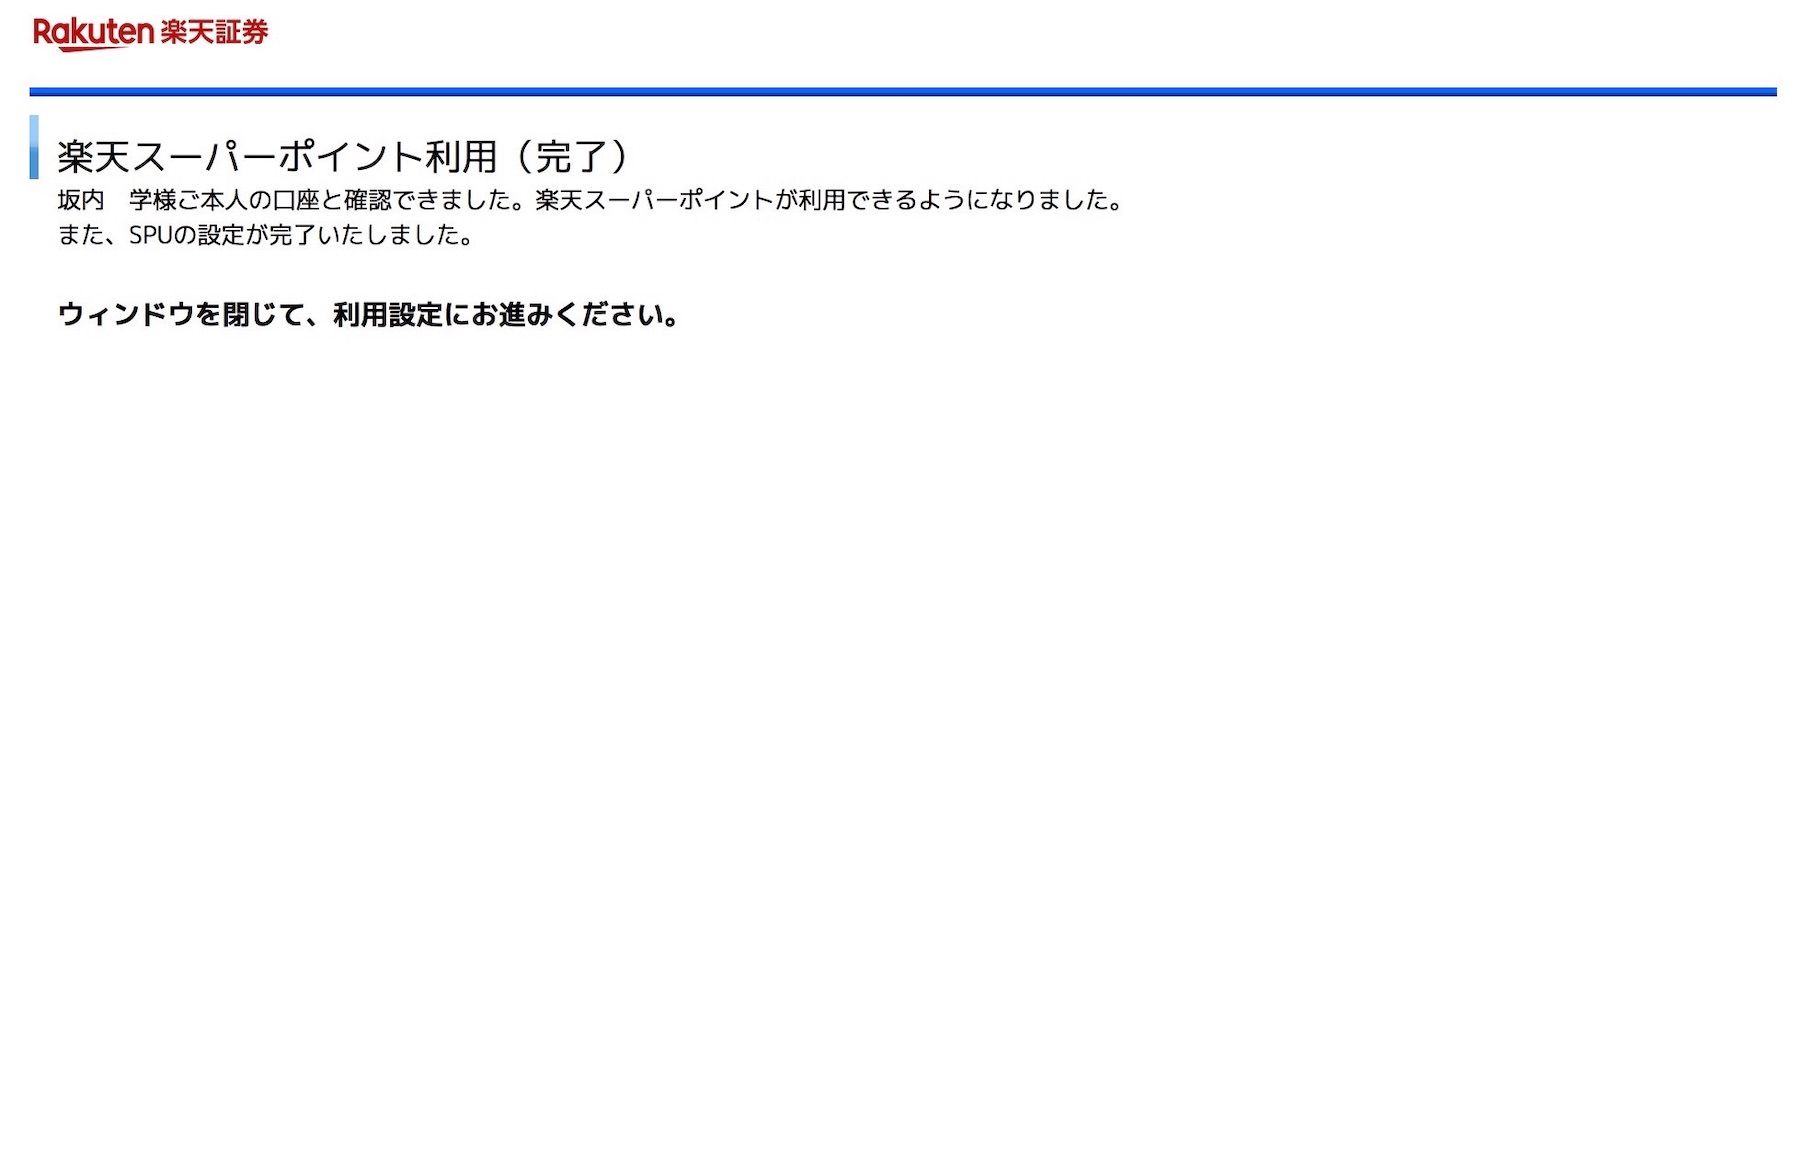 Rakuten 楽天証券
楽天スーパーポイント利用（完了）
坂内　学様ご本人の口座と確認できました。楽天スーパーポイントが利用できるようになりました。
また、SPUの設定が完了いたしました。
ウィンドウを閉じて、利用設定にお進みください。